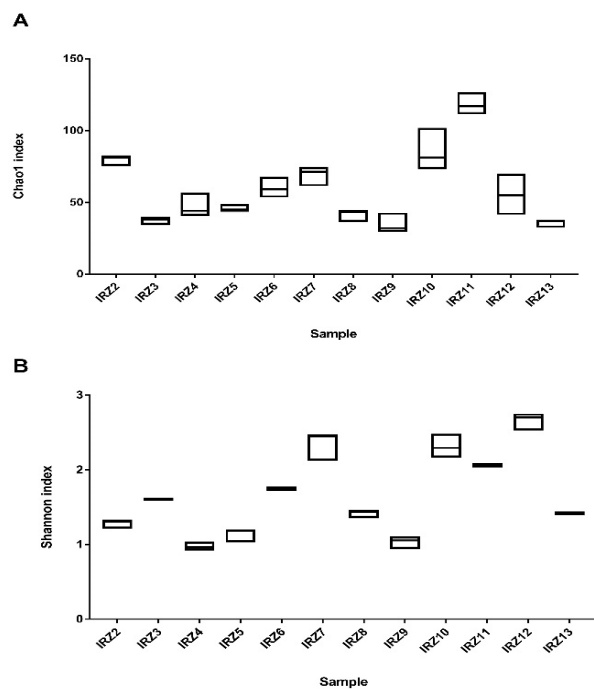 A
150
100
50
0
Chao1 index
IRZ2 IRZ3 IRZ4 IRZ5 IRZ6 IRZ7 IRZ8 IRZ9 IRZ10 IRZ11 IRZ12 IRZ13
Sample
B
3
2
1
0
Shannon index
IRZ2 IRZ3 IRZ4 IRZ5 IRZ6 IRZ7 IRZ8 IRZ9 IRZ10 IRZ11 IRZ12 IRZ13
Sample